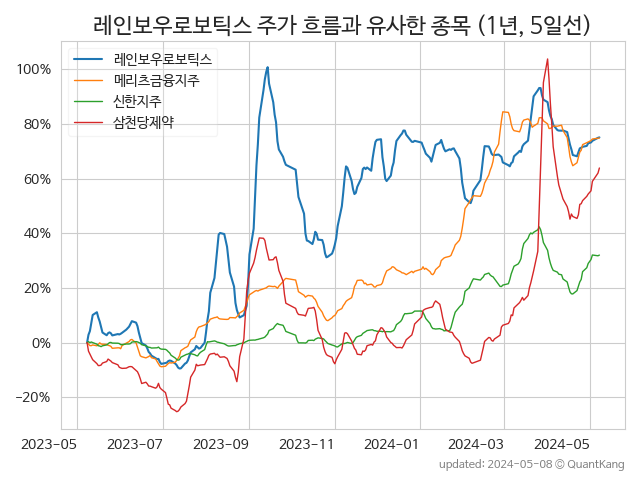 레인보우로보틱스 주가 흐름과 유사한 종목 (1년, 5일선)
레인보우로보틱스
메리츠금융지주
신한지주
삼천당제약
100%
80%
60%
40%
20%
0%
−20%
2023-05 2023-07 2023-09 2023-11 2024-01 2024-03 2024-05
updated: 2024-05-08 © QuantKang